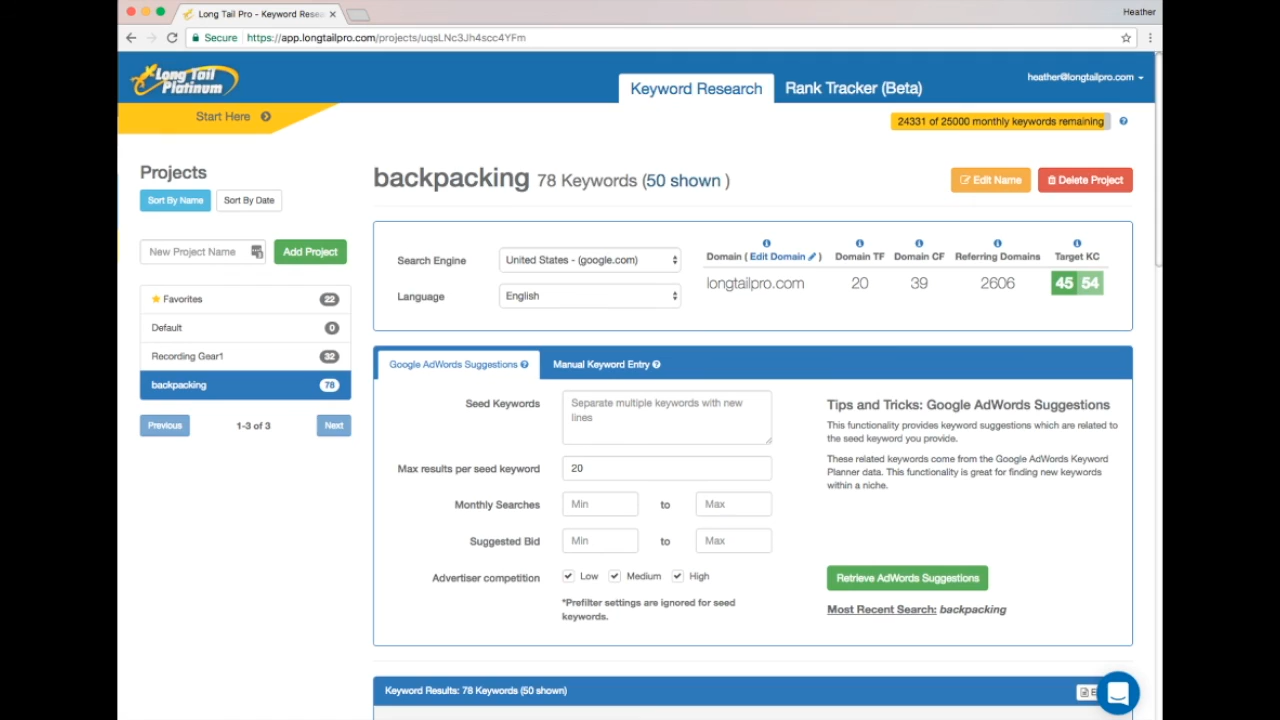 Long Tail Pro - Keyword Resea
Heather
Secure
https://app.longtailpro.com/projects/uqsLNc3Jh4scc4YFm
Long Tail
Platinum
Keyword Research
Rank Tracker (Beta)
heather@longtailpro.com
Start Here
24331 of 25000 monthly keywords remaining
Projects
Sort By Name
Sort By Date
New Project Name
Add Project
Favorites 22
Default 0
Recording Gear1 32
backpacking 78
Previous
1-3 of 3
Next
backpacking 78 Keywords (50 shown )
Edit Name
Delete Project
Search Engine
United States - (google.com)
Language
English
Domain ( Edit Domain ) Domain TF Domain CF Referring Domains Target KC
longtailpro.com 20 39 2606 45 54
Google AdWords Suggestions
Manual Keyword Entry
Seed Keywords
Separate multiple keywords with new
lines
Max results per seed keyword
20
Monthly Searches
Min to Max
Suggested Bid
Min to Max
Advertiser competition
Low Medium High
*Prefilter settings are ignored for seed
keywords.
Tips and Tricks: Google AdWords Suggestions
This functionality provides keyword suggestions which are related to
the seed keyword you provide.
These related keywords come from the Google AdWords Keyword
Planner data. This functionality is great for finding new keywords
within a niche.
Retrieve AdWords Suggestions
Most Recent Search: backpacking
Keyword Results: 78 Keywords (50 shown)